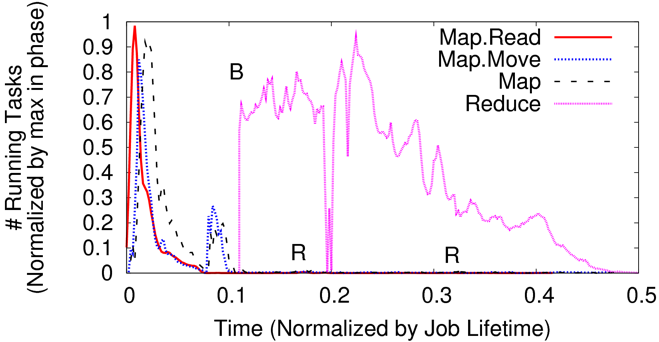 # Running Tasks
(Normalized by max in phase)
1
0.9
0.8
0.7
0.6
0.5
0.4
0.3
0.2
0.1
0
Map.Read
Map.Move
Map
Reduce
B
R
R
0 0.1 0.2 0.3 0.4 0.5
Time (Normalized by Job Lifetime)